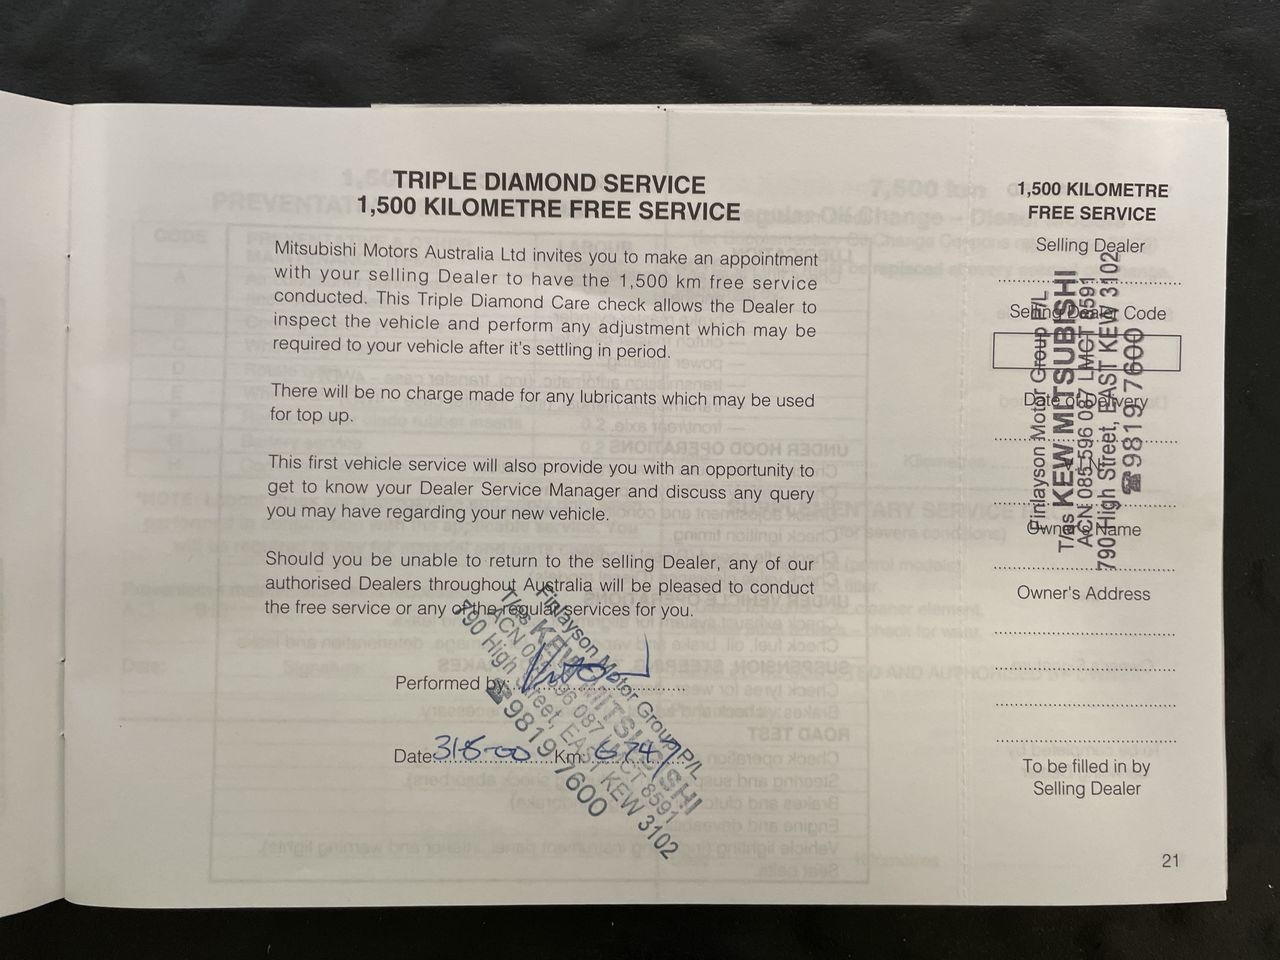 TRIPLE DIAMOND SERVICE
1,500 KILOMETRE FREE SERVICE
Mitsubishi Motors Australia Ltd invites you to make an appointment
with your selling Dealer to have the 1,500 km free service
conducted. This Triple Diamond Care check allows the Dealer to
inspect the vehicle and perform any adjustment which may be
required to your vehicle after it's settling in period.
There will be no charge made for any lubricants which may be used
for top up.
This first vehicle service will also provide you with an opportunity to
get to know your Dealer Service Manager and discuss any query
you may have regarding your new vehicle.
Should you be unable to return to the selling Dealer, any of our
authorised Dealers throughout Australia will be pleased to conduct
the free service or any of the regular services for you.
Performed by:
Date Km
Finlayson Motor Group P/L
T/as KEW MITSUBISHI
ACN 085 596 087 LMCT 8591
790 High Street, EAST KEW 3102
☎9819 7600
1,500 KILOMETRE
FREE SERVICE
Selling Dealer
Selling Dealer Code
Date of Delivery
Owner's Name
Owner's Address
To be filled in by
Selling Dealer
Finlayson Motor Group P/L
T/as KEW MITSUBISHI
ACN 085 596 087 LMCT 8591
790 High Street, EAST KEW 3102
☎9819 7600
21